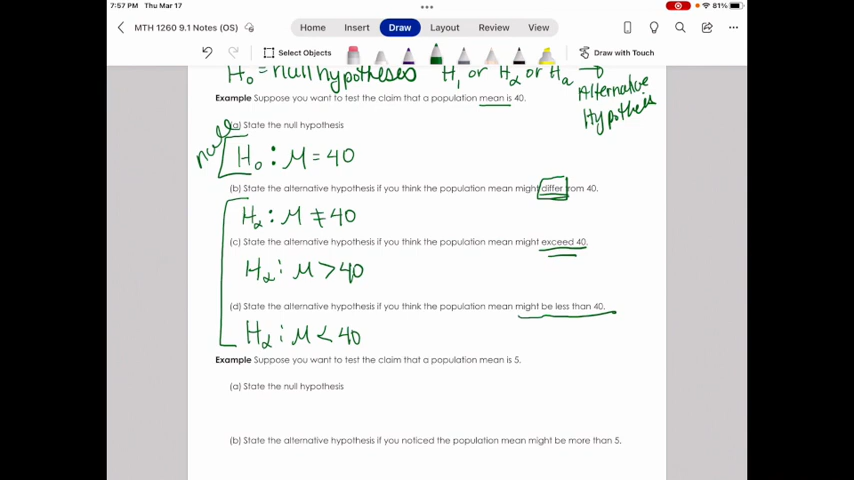 7:57 PM Thu Mar 17
81%
MTH 1260 9.1 Notes (OS)
Home Insert Draw Layout Review View
Select Objects
Draw with Touch
H₀ = null hypotheses H₁ or H₂ or Hₐ →
Alternative
Hypothesis
Example Suppose you want to test the claim that a population mean is 40.
(a) State the null hypothesis
null
H₀ : μ = 40
(b) State the alternative hypothesis if you think the population mean might differ from 40.
H₂ : μ ≠ 40
(c) State the alternative hypothesis if you think the population mean might exceed 40.
H₂ : μ > 40
(d) State the alternative hypothesis if you think the population mean might be less than 40.
H₂ : μ < 40
Example Suppose you want to test the claim that a population mean is 5.
(a) State the null hypothesis
(b) State the alternative hypothesis if you noticed the population mean might be more than 5.